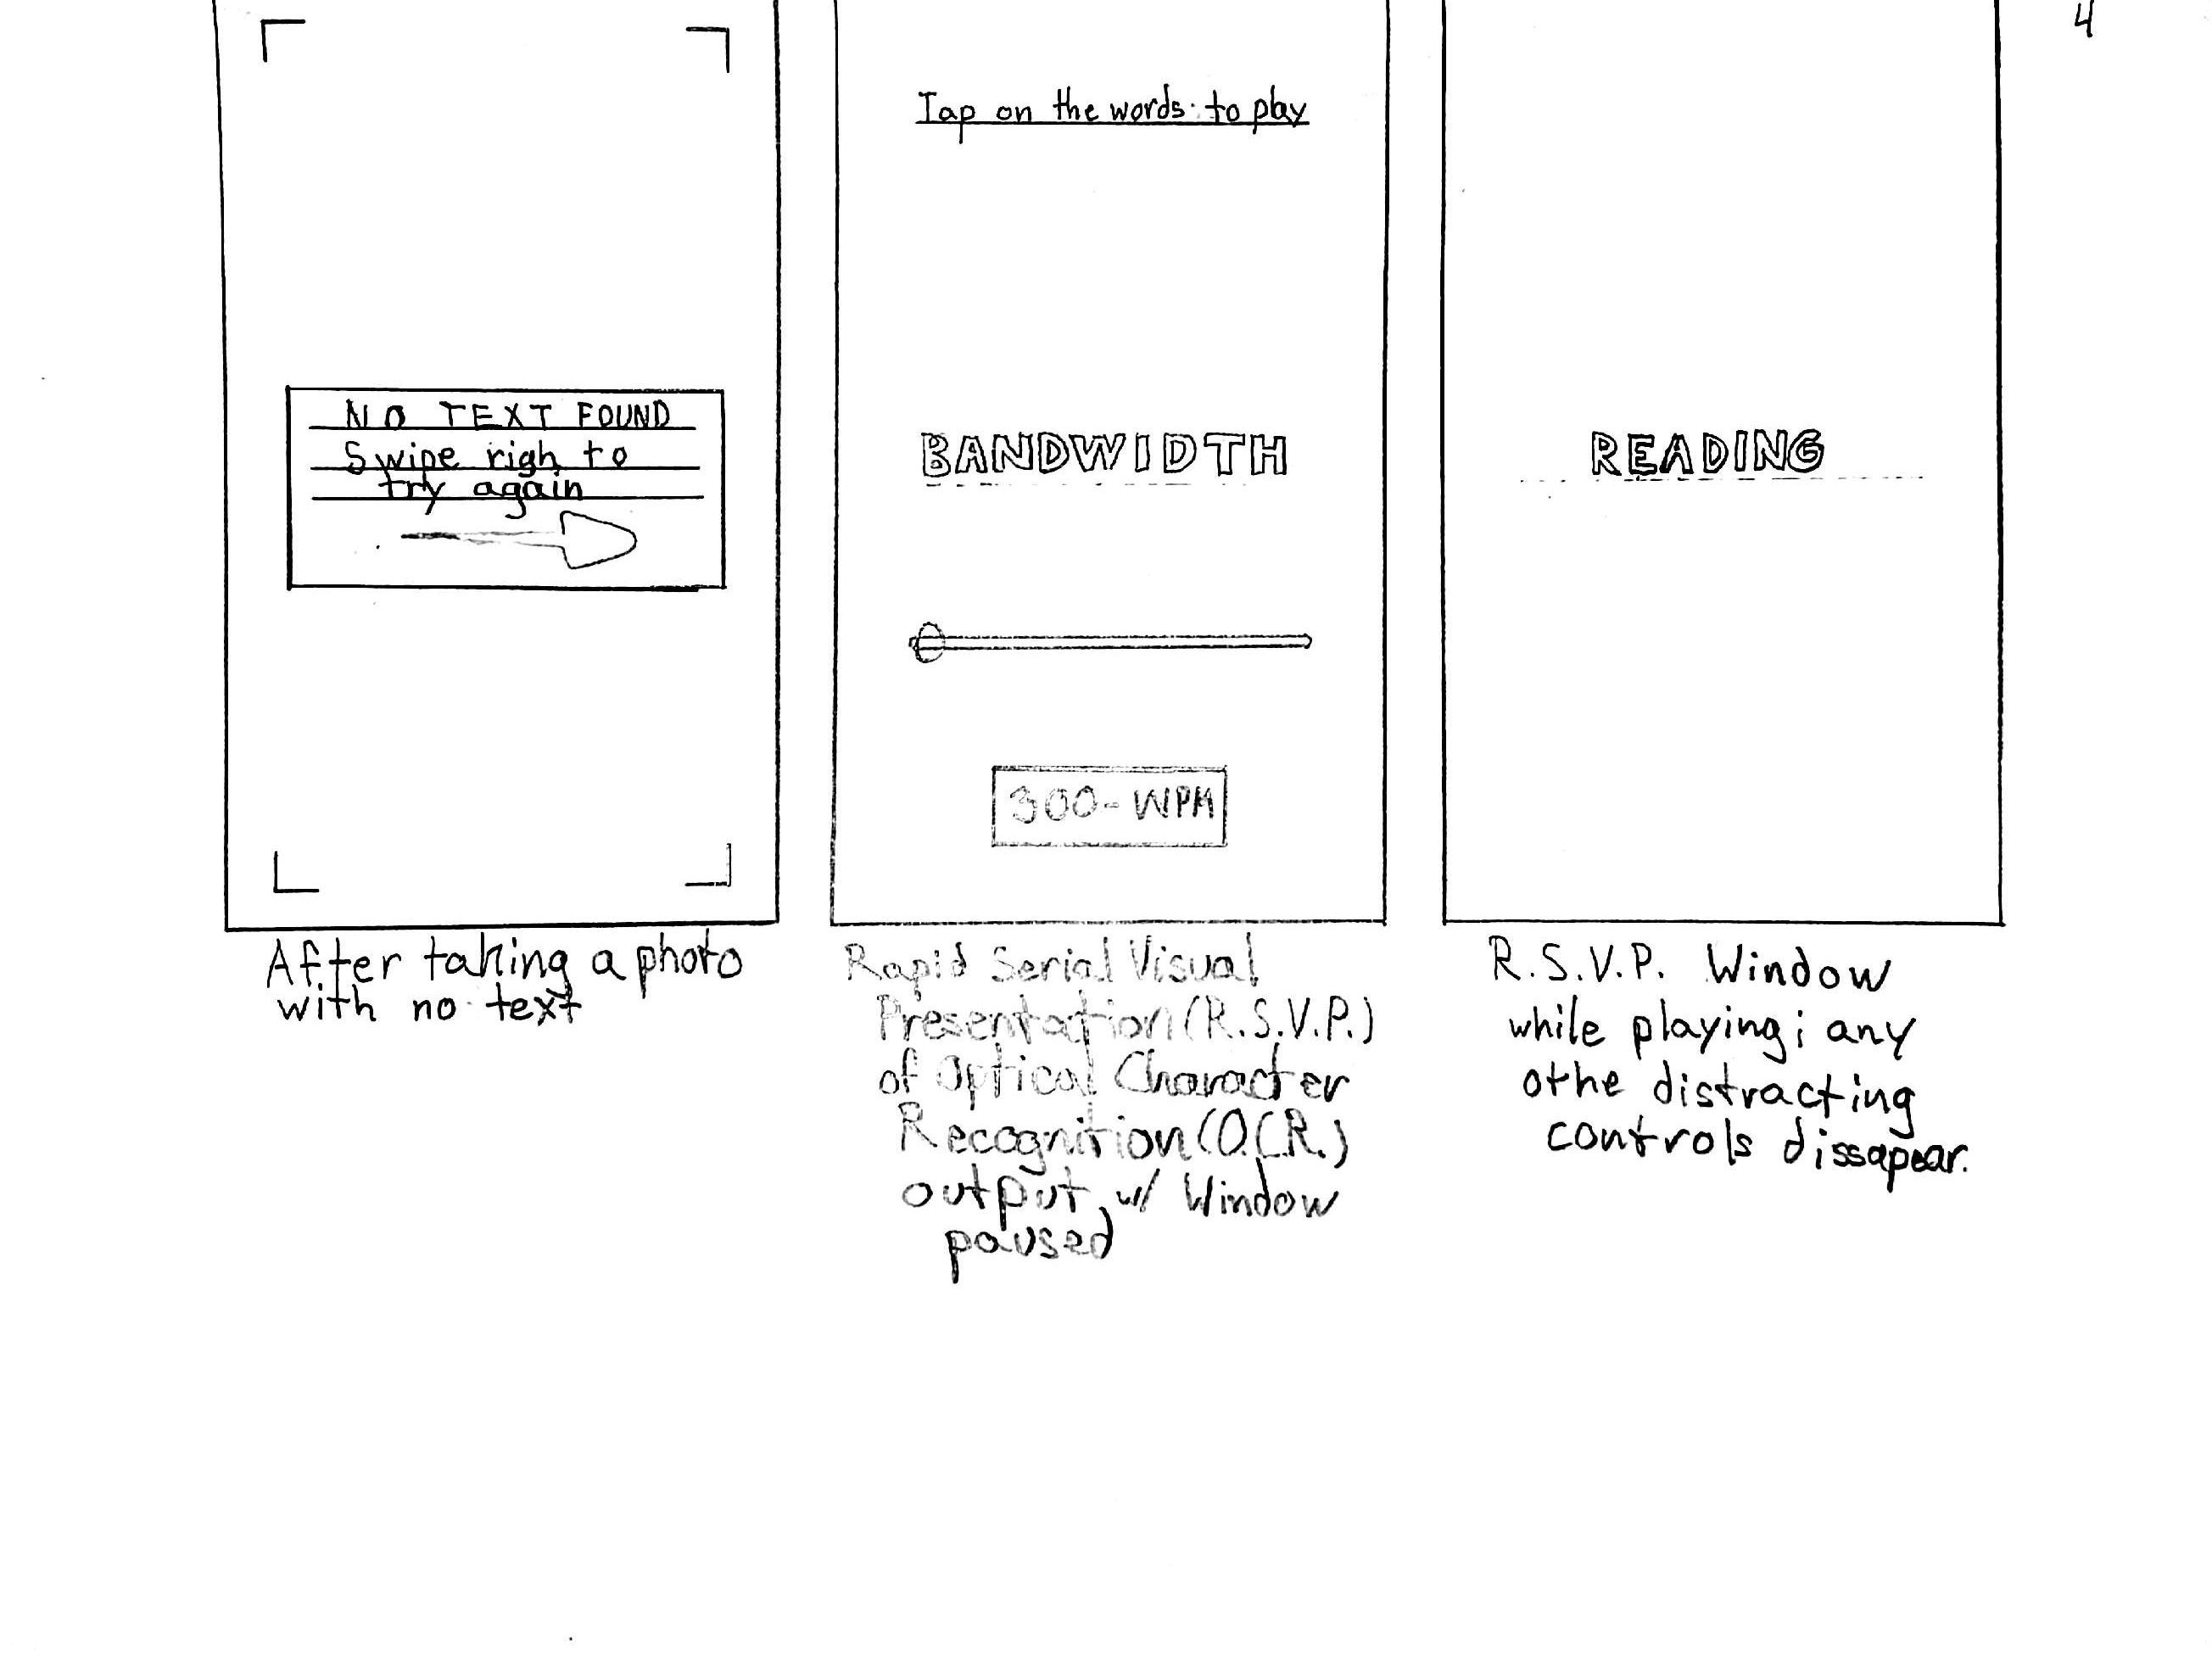 4
Tap on the words to play
NO TEXT FOUND
Swipe righ to
try again
BANDWIDTH
READING
300-WPM
After taking a photo
with no text
Rapid Serial Visual
Presentation (R.S.V.P.)
of Optical Character
Recognition (O.C.R.)
output w/ Window
paused
R.S.V.P. Window
while playing; any
othe distracting
controls dissapear.